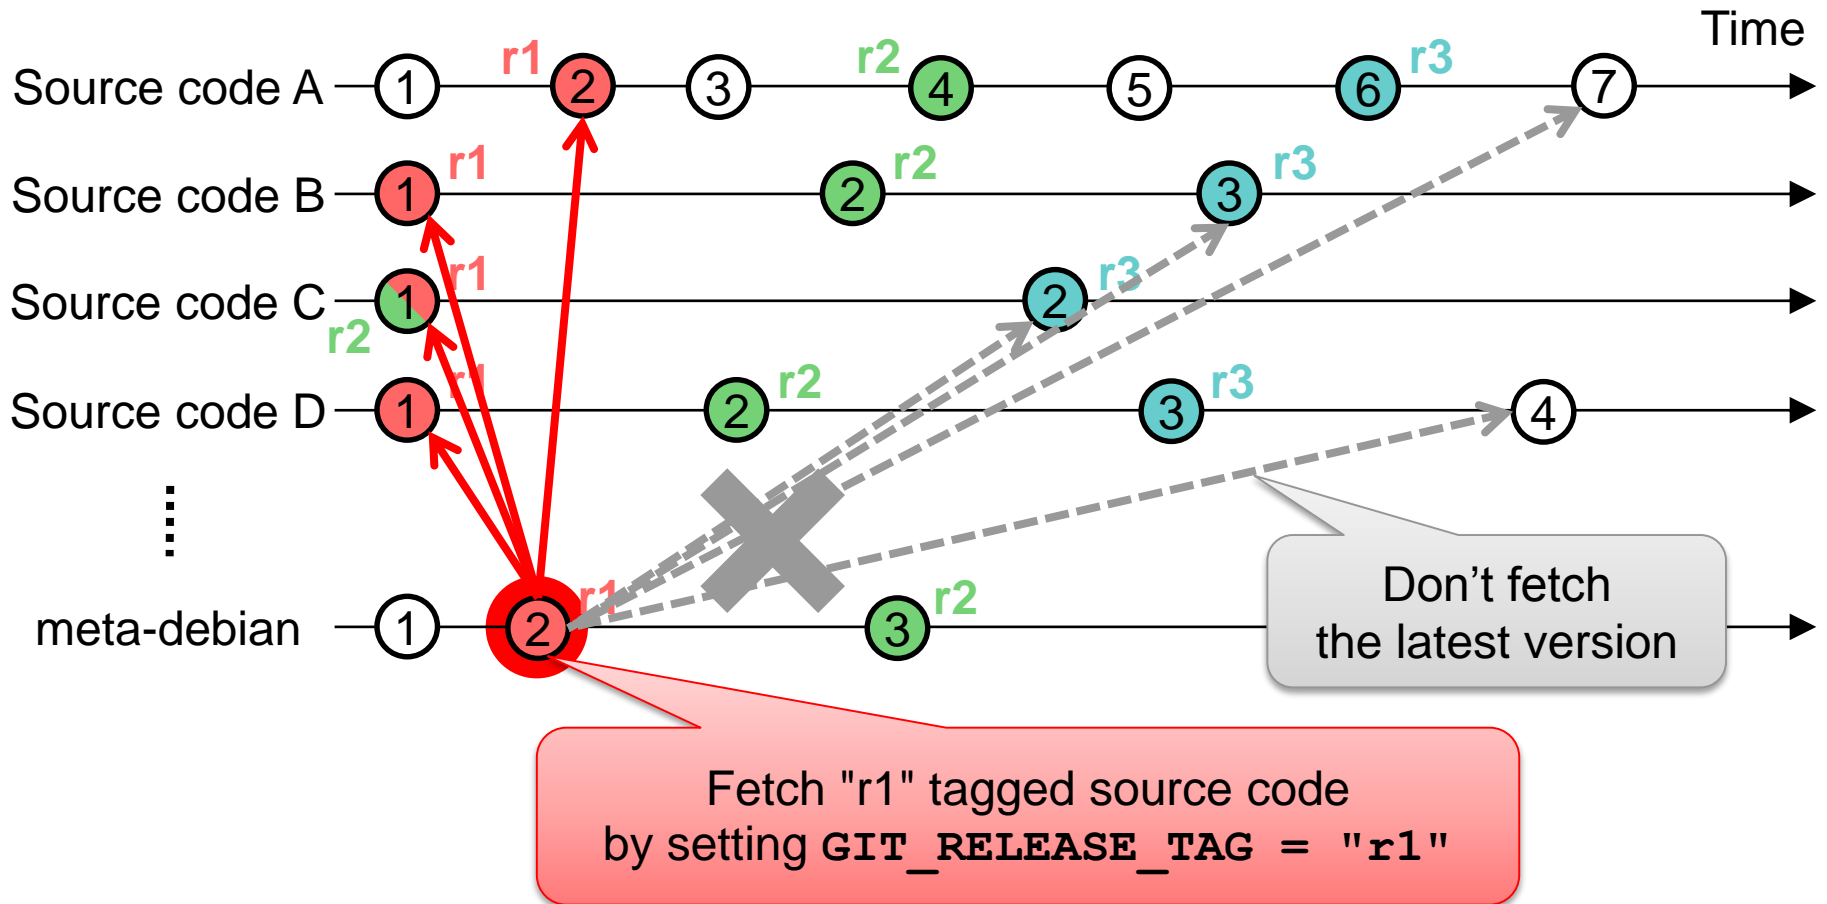 Time
Source code A 1 r1 2 3 r2 4 5 6 r3 7
Source code B 1 r1 2 r2 3 r3
Source code C 1 r1 r2 2 r3
Source code D 1 r1 2 r2 3 r3 4
meta-debian 1 2 r1 3 r2
Don’t fetch
the latest version
Fetch "r1" tagged source code
by setting GIT_RELEASE_TAG = "r1"